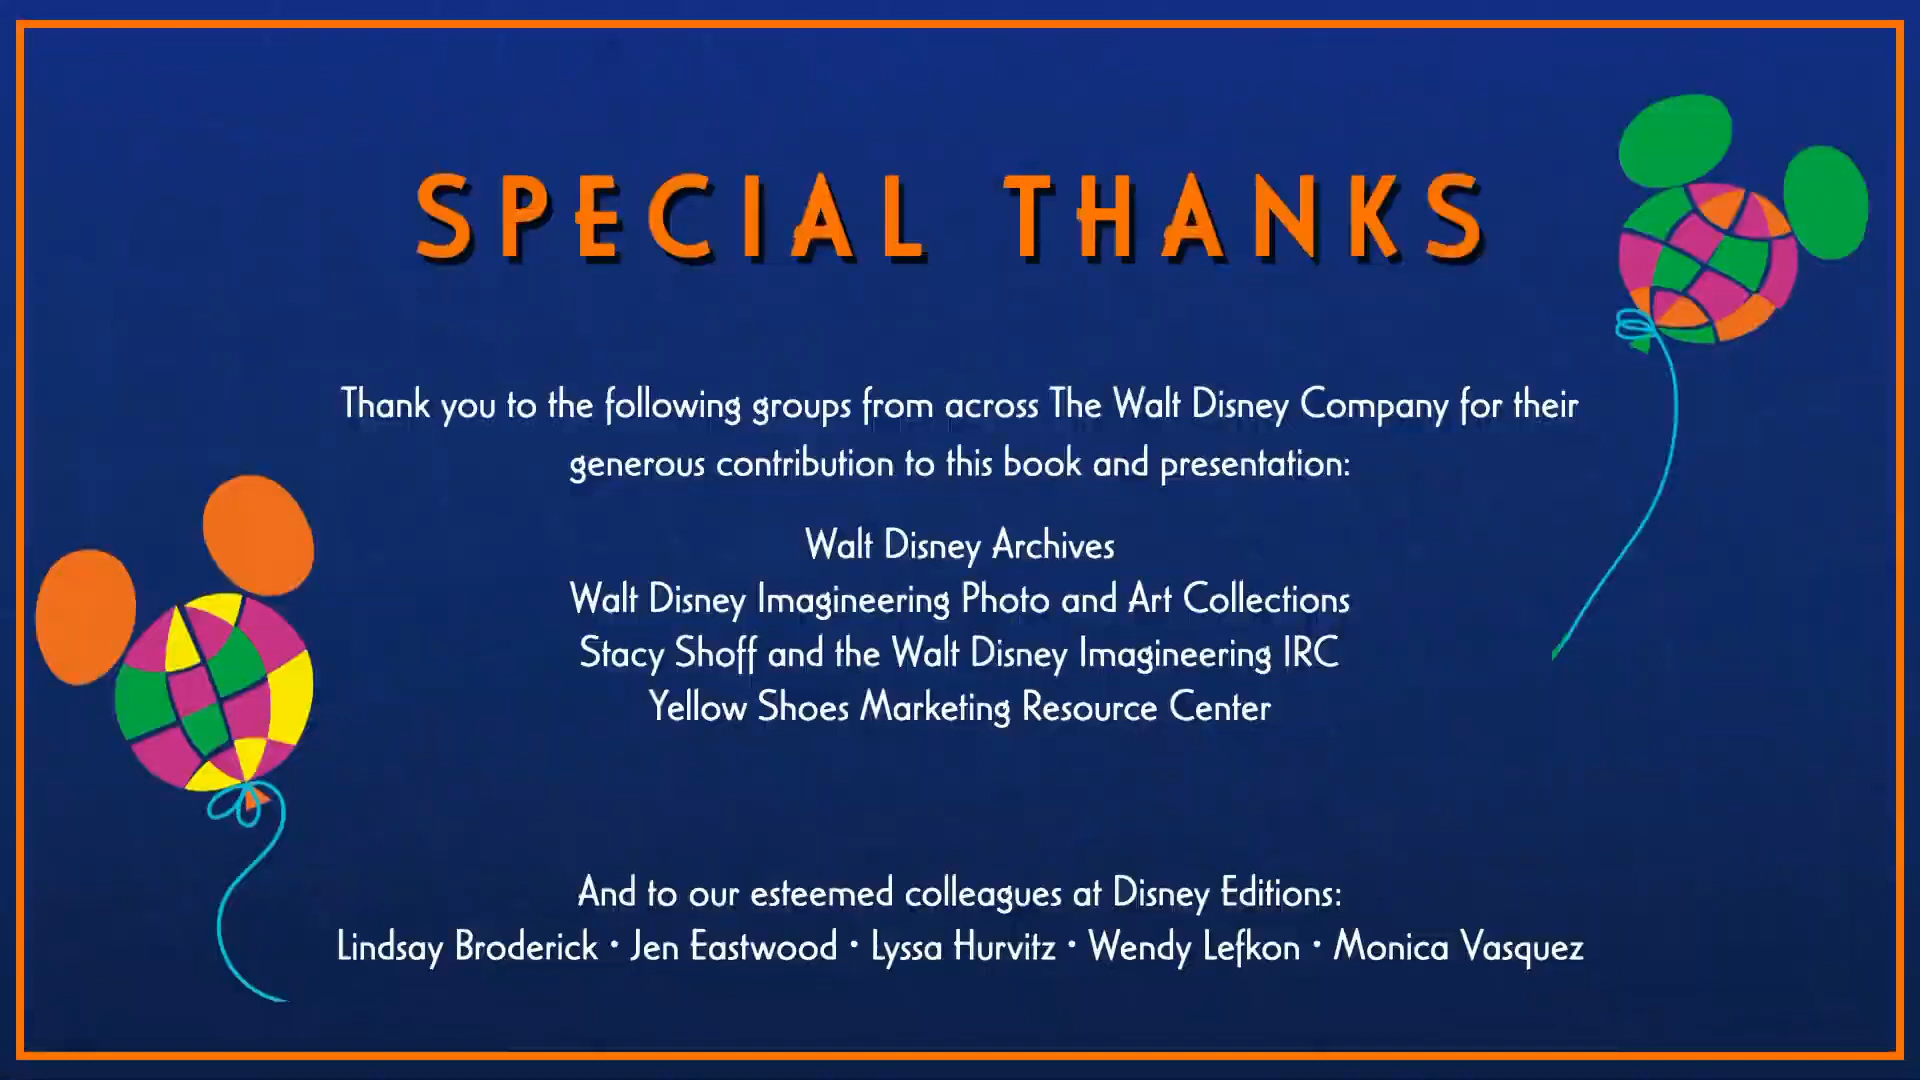 SPECIAL THANKS
Thank you to the following groups from across The Walt Disney Company for their
generous contribution to this book and presentation:
Walt Disney Archives
Walt Disney Imagineering Photo and Art Collections
Stacy Shoff and the Walt Disney Imagineering IRC
Yellow Shoes Marketing Resource Center
And to our esteemed colleagues at Disney Editions:
Lindsay Broderick • Jen Eastwood • Lyssa Hurvitz • Wendy Lefkon • Monica Vasquez